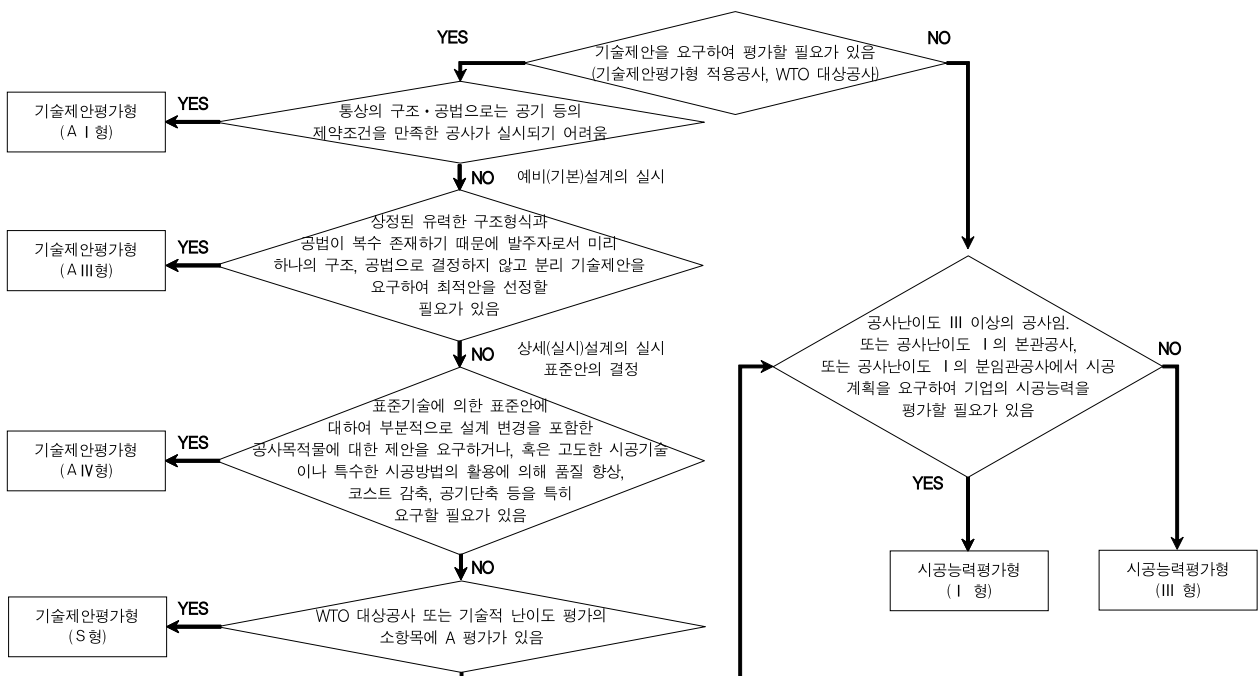 기술제안을 요구하여 평가할 필요가 있음
(기술제안평가형 적용공사, WTO 대상공사)
YES
NO
통상의 구조・공법으로는 공기 등의
제약조건을 만족한 공사가 실시되기 어려움
YES
기술제안평가형
(A I 형)
NO
예비(기본)설계의 실시
상정된 유력한 구조형식과
공법이 복수 존재하기 때문에 발주자로서 미리
하나의 구조, 공법으로 결정하지 않고 분리 기술제안을
요구하여 최적안을 선정할
필요가 있음
YES
기술제안평가형
(A III형)
NO
상세(실시)설계의 실시
표준안의 결정
표준기술에 의한 표준안에
대하여 부분적으로 설계 변경을 포함한
공사목적물에 대한 제안을 요구하거나, 혹은 고도한 시공기술
이나 특수한 시공방법의 활용에 의해 품질 향상,
코스트 감축, 공기단축 등을 특히
요구할 필요가 있음
YES
기술제안평가형
(A IV형)
NO
WTO 대상공사 또는 기술적 난이도 평가의
소항목에 A 평가가 있음
YES
기술제안평가형
(S형)
공사난이도 III 이상의 공사임.
또는 공사난이도 I 의 본관공사,
또는 공사난이도 I 의 분임관공사에서 시공
계획을 요구하여 기업의 시공능력을
평가할 필요가 있음
YES
NO
시공능력평가형
( I 형)
시공능력평가형
(III 형)